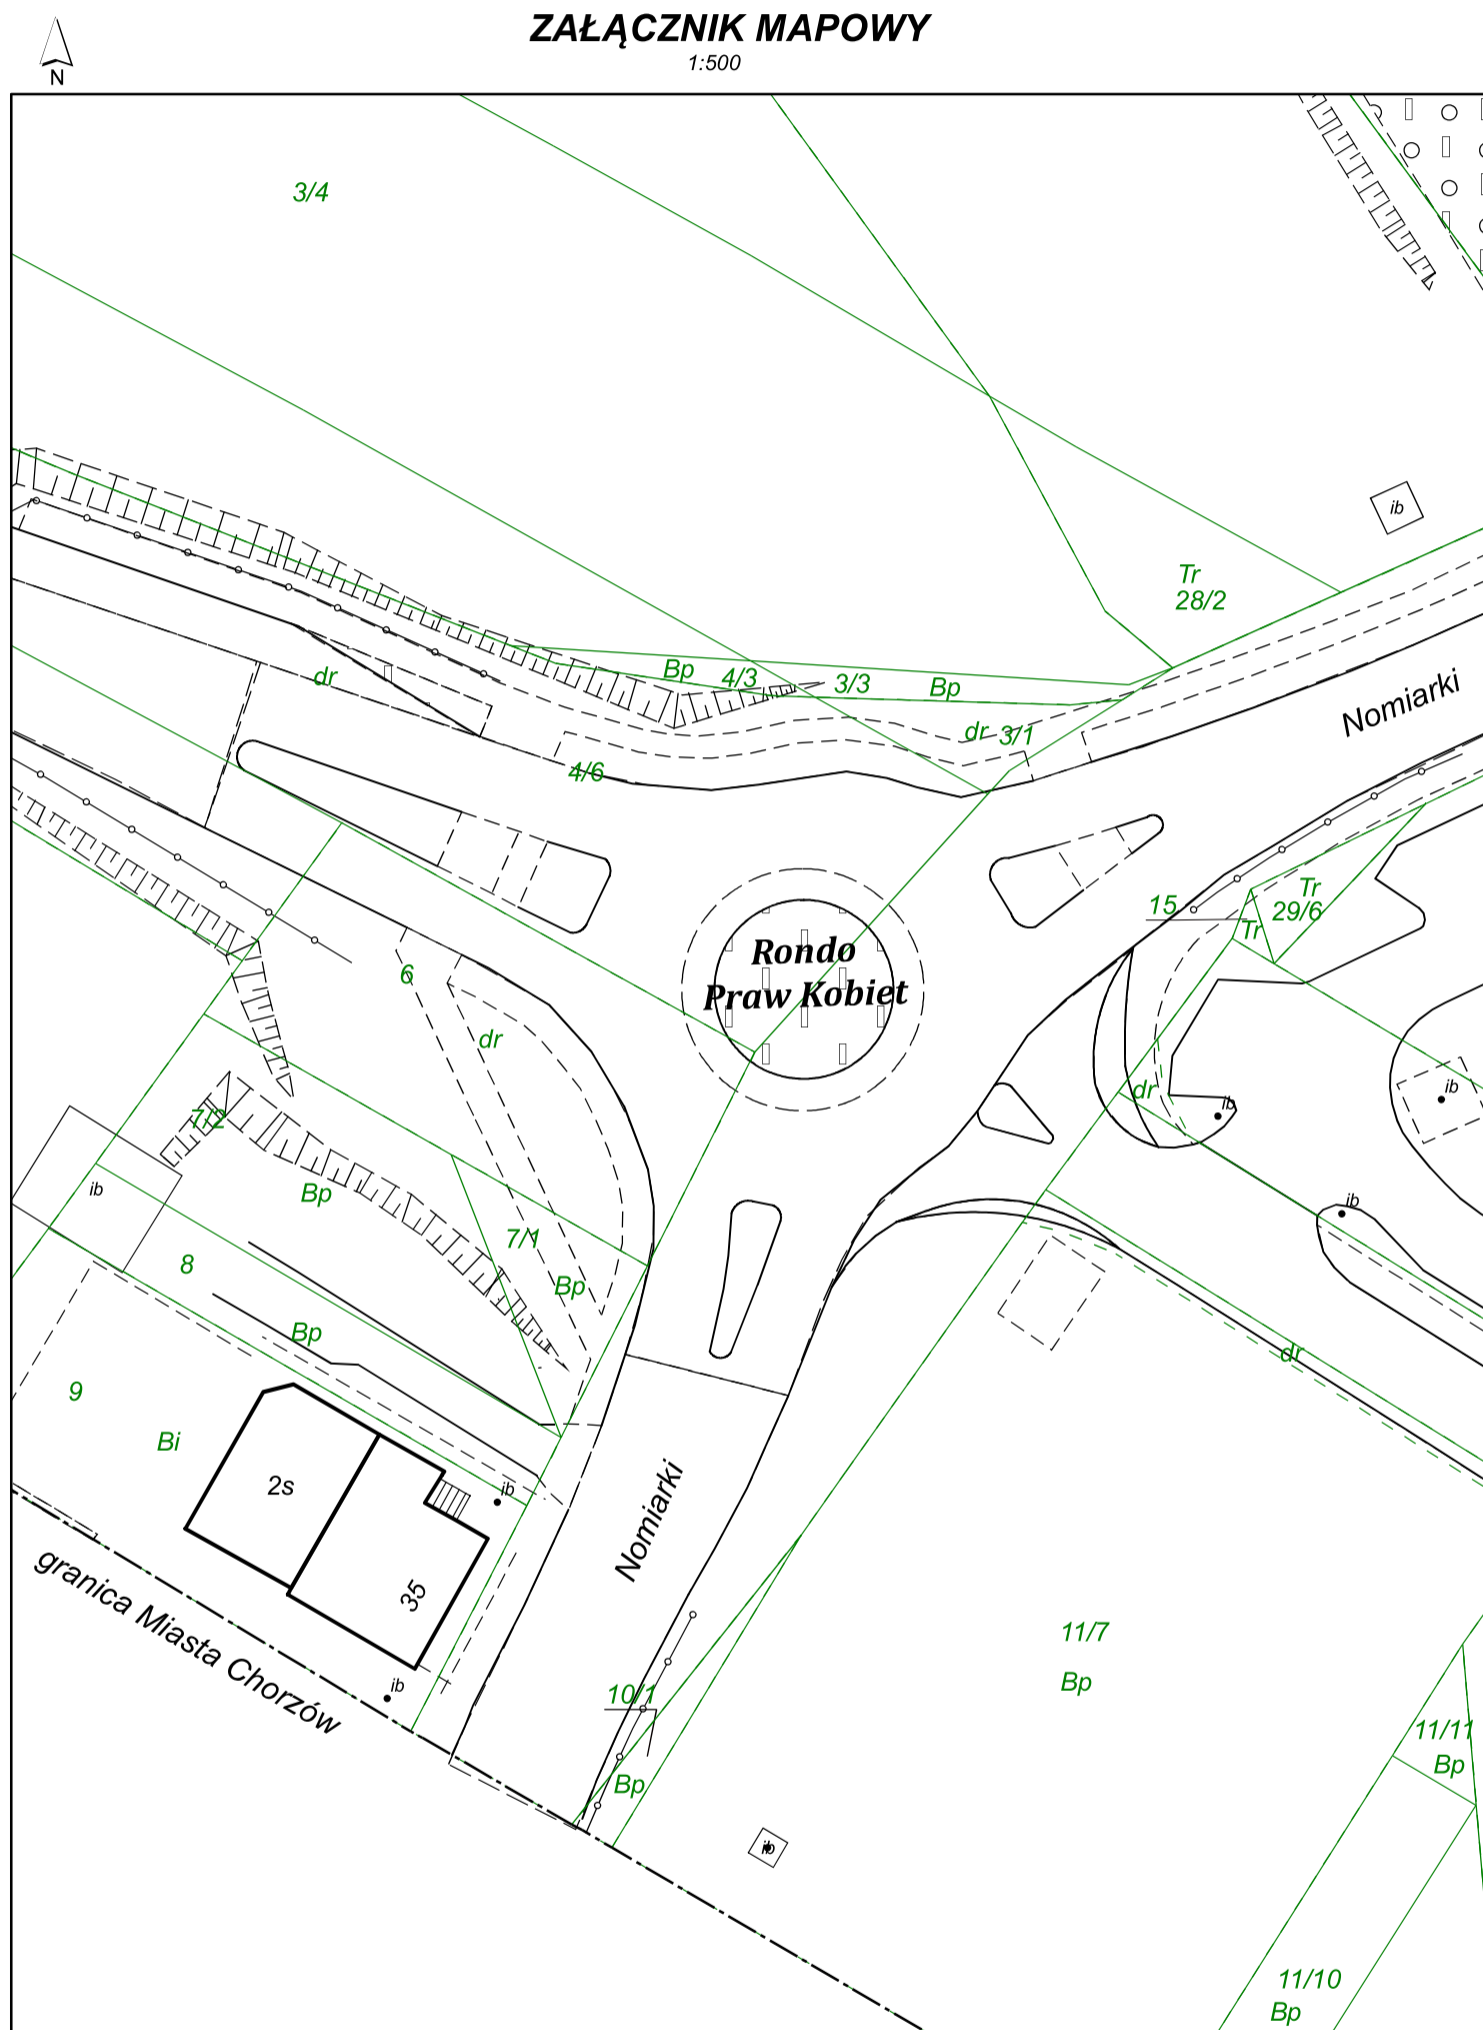 ZAŁĄCZNIK MAPOWY
1:500
N
3/4
ib
Tr
28/2
Bp
4/3
3/3
Bp
dr
dr
3/1
Nomiarki
4/6
Tr
29/6
15
Tr
Rondo
Praw Kobiet
6
dr
dr
ib
ib
7/2
ib
Bp
ib
7/1
8
Bp
Bp
dr
9
Bi
2s
ib
Nomiarki
35
granica Miasta Chorzów
11/7
Bp
ib
10/1
11/11
Bp
Bp
ib
11/10
Bp